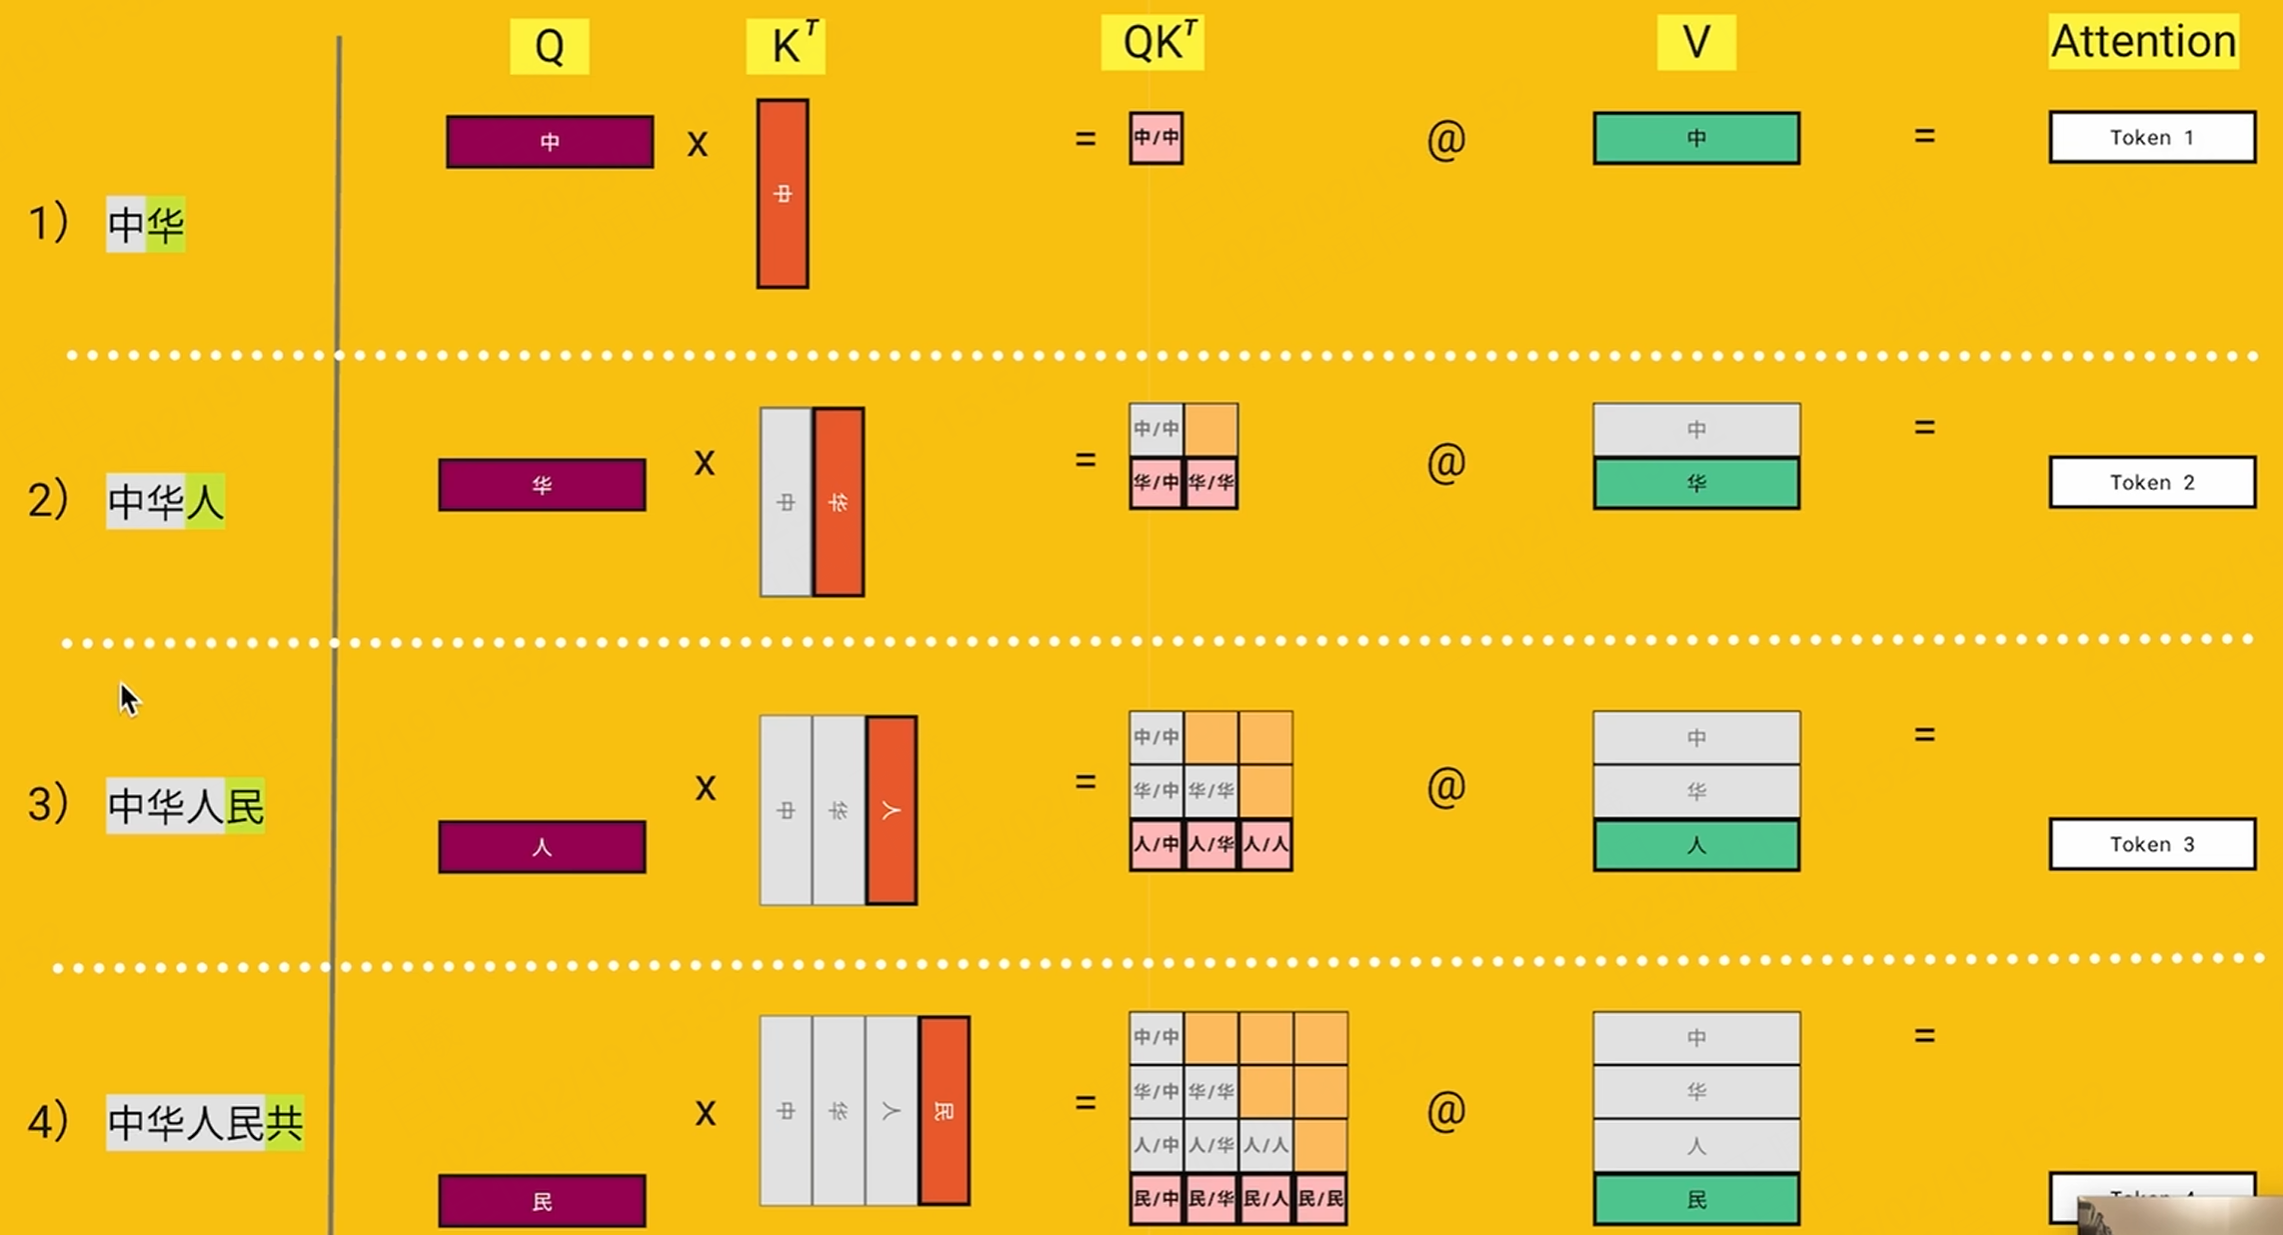 Q K^T QK^T V Attention
中 x 中 = 中/中 @ 中 = Token 1
1) 中华
中/中 中 =
华 x 中 华 = 华/中 华/华 @ 华 Token 2
2) 中华人
中/中 中 =
x 中 华 人 = 华/中 华/华 @ 华
3) 中华人民
人 人/中 人/华 人/人 人 Token 3
中/中 中 =
x 中 华 人 民 = 华/中 华/华 @ 华
4) 中华人民共
人/中 人/华 人/人 人
民 民/中 民/华 民/人 民/民 民